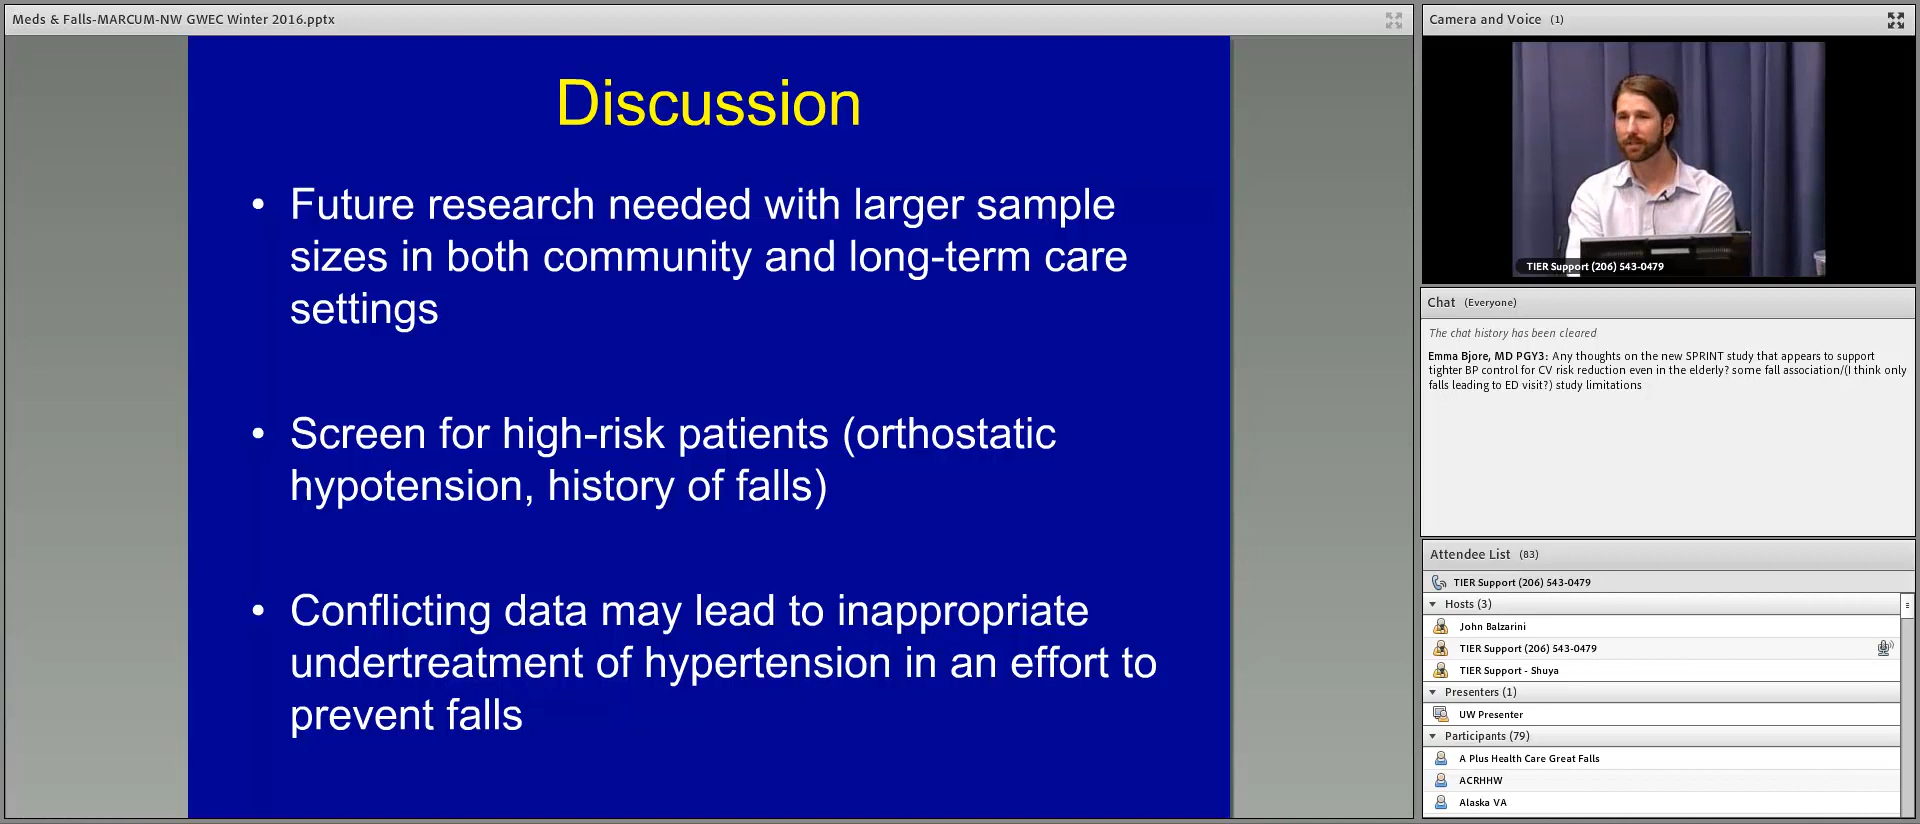 Meds & Falls-MARCUM-NW GWEC Winter 2016.pptx
Discussion
• Future research needed with larger sample
sizes in both community and long-term care
settings
• Screen for high-risk patients (orthostatic
hypotension, history of falls)
• Conflicting data may lead to inappropriate
undertreatment of hypertension in an effort to
prevent falls
Camera and Voice (1)
TIER Support (206) 543-0479
Chat (Everyone)
The chat history has been cleared
Emma Bjore, MD PGY3: Any thoughts on the new SPRINT study that appears to support
tighter BP control for CV risk reduction even in the elderly? some fall association/(I think only
falls leading to ED visit?) study limitations
Attendee List (83)
TIER Support (206) 543-0479
Hosts (3)
John Balzarini
TIER Support (206) 543-0479
TIER Support - Shuya
Presenters (1)
UW Presenter
Participants (79)
A Plus Health Care Great Falls
ACRHHW
Alaska VA